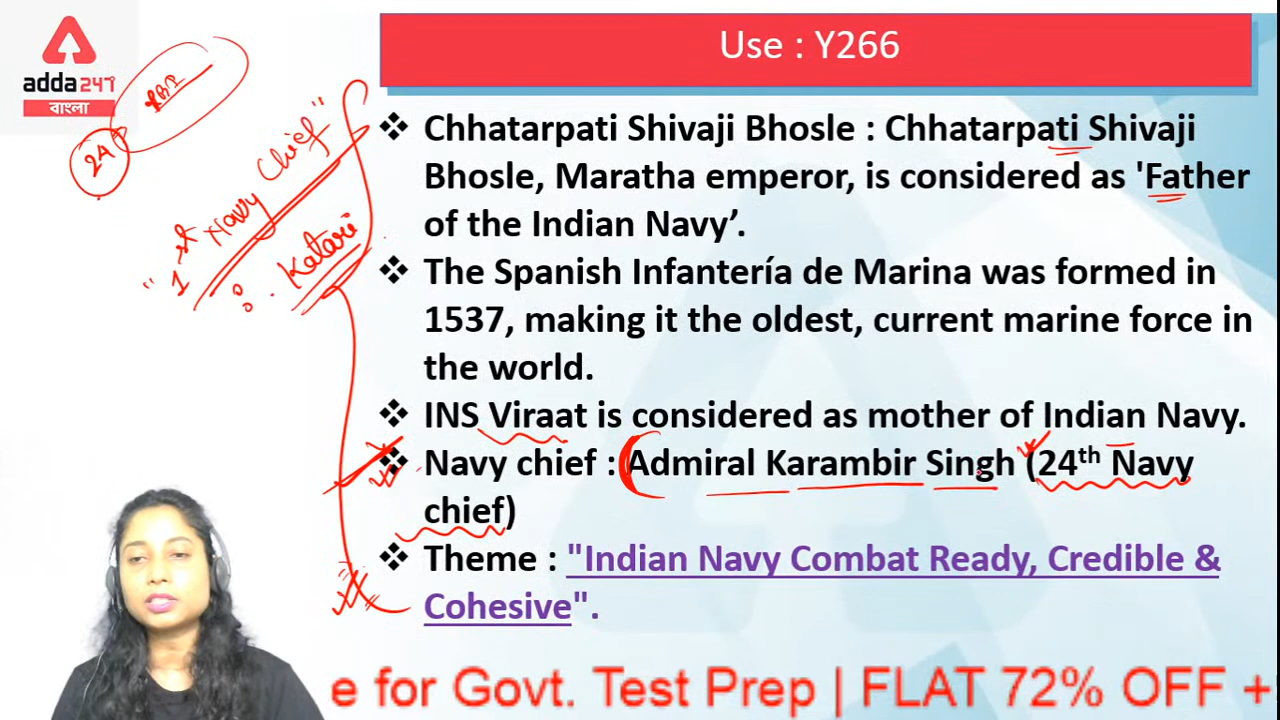 adda247
বাংলা
24
"1st Navy Chief"
: Katari
Use : Y266
❖ Chhatarpati Shivaji Bhosle : Chhatarpati Shivaji
Bhosle, Maratha emperor, is considered as 'Father
of the Indian Navy’.
❖ The Spanish Infantería de Marina was formed in
1537, making it the oldest, current marine force in
the world.
❖ INS Viraat is considered as mother of Indian Navy.
❖ Navy chief : Admiral Karambir Singh (24th Navy
chief)
❖ Theme : "Indian Navy Combat Ready, Credible &
Cohesive".
e for Govt. Test Prep | FLAT 72% OFF +